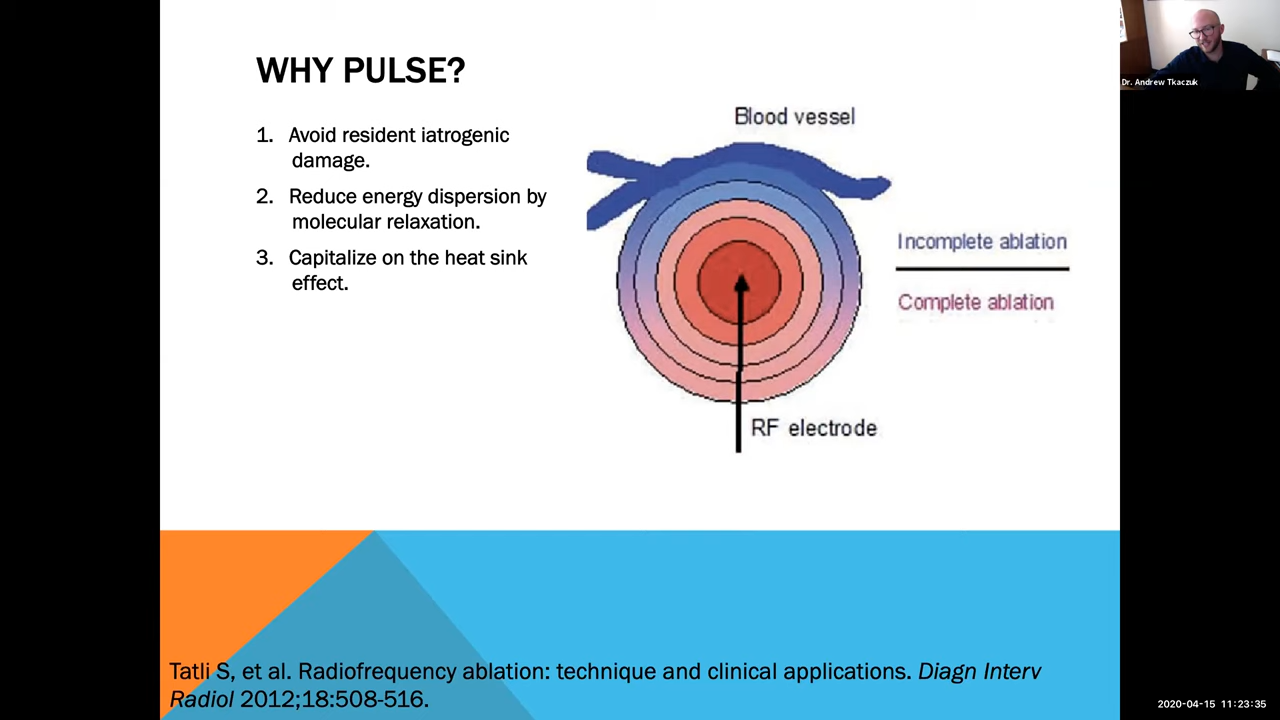 WHY PULSE?
1. Avoid resident iatrogenic
damage.
2. Reduce energy dispersion by
molecular relaxation.
3. Capitalize on the heat sink
effect.
Blood vessel
Incomplete ablation
Complete ablation
RF electrode
Tatli S, et al. Radiofrequency ablation: technique and clinical applications. Diagn Interv
Radiol 2012;18:508-516.
Dr. Andrew Tkaczuk
2020-04-15 11:23:35